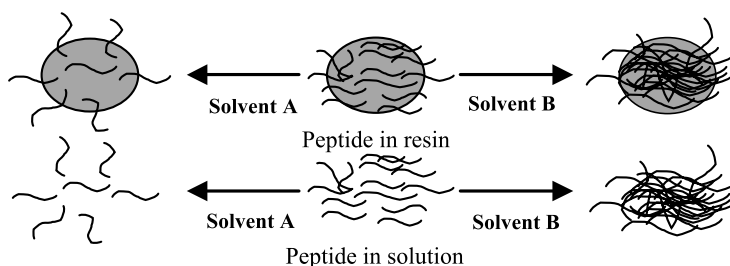 Solvent A
Solvent B
Peptide in resin
Solvent A
Solvent B
Peptide in solution